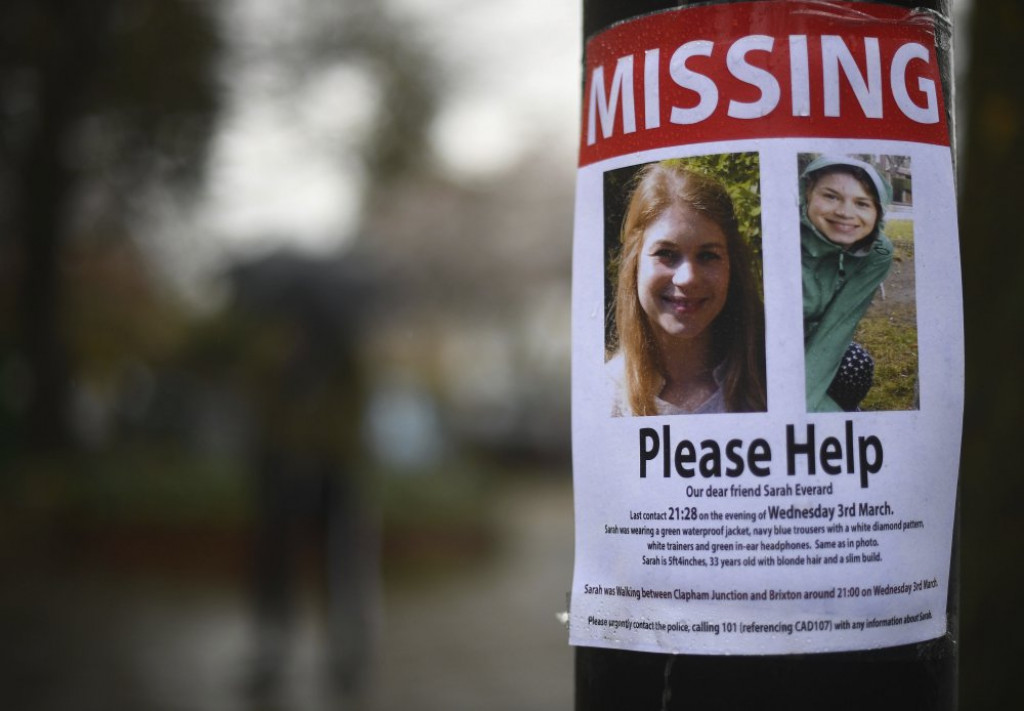 MISSING
Please Help
Our dear friend Sarah Everard
Last contact 21:28 on the evening of Wednesday 3rd March.
Sarah was wearing a green waterproof jacket, navy blue trousers with a white diamond pattern,
white trainers and green in-ear headphones. Same as in photo.
Sarah is 5ft4inches, 33 years old with blonde hair and a slim build.
Sarah was Walking between Clapham Junction and Brixton around 21:00 on Wednesday 3rd March.
Please urgently contact the police, calling 101 (referencing CAD107) with any information about Sarah.